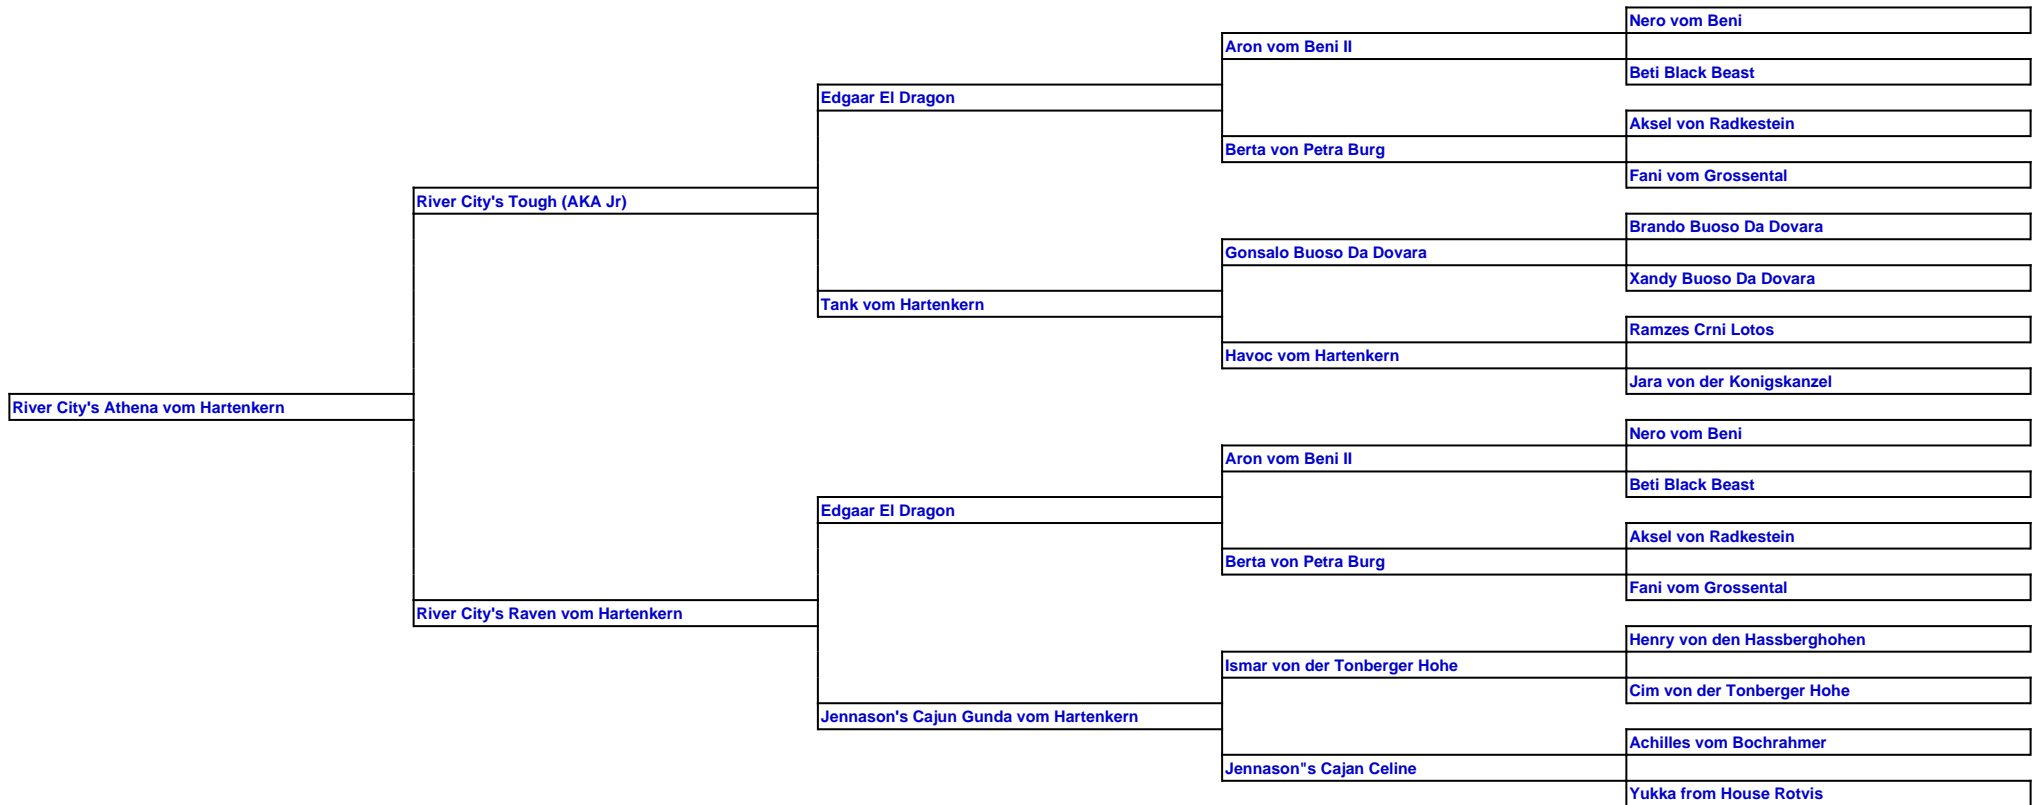 Nero vom Beni
Aron vom Beni II
Beti Black Beast
Edgaar El Dragon
Aksel von Radkestein
Berta von Petra Burg
Fani vom Grossental
River City's Tough (AKA Jr)
Brando Buoso Da Dovara
Gonsalo Buoso Da Dovara
Xandy Buoso Da Dovara
Tank vom Hartenkern
Ramzes Crni Lotos
Havoc vom Hartenkern
Jara von der Konigskanzel
River City's Athena vom Hartenkern
Nero vom Beni
Aron vom Beni II
Beti Black Beast
Edgaar El Dragon
Aksel von Radkestein
Berta von Petra Burg
Fani vom Grossental
River City's Raven vom Hartenkern
Henry von den Hassberghohen
Ismar von der Tonberger Hohe
Cim von der Tonberger Hohe
Jennason's Cajun Gunda vom Hartenkern
Achilles vom Bochrahmer
Jennason"s Cajan Celine
Yukka from House Rotvis